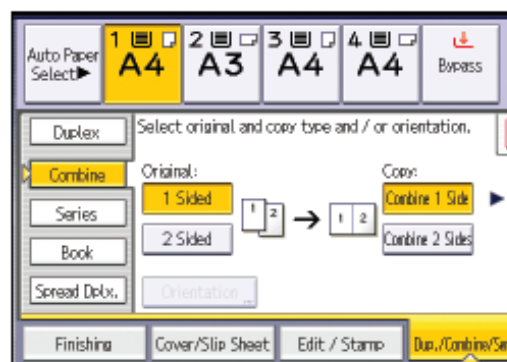 Auto Paper
Select►
1
A4
2
A3
3
A4
4
A4
Bypass
Duplex
Combine
Series
Book
Spread Dplx.
Select original and copy type and / or orientation.
Original:
1 Sided
2 Sided
Orientation
1
2
1 2
Copy:
Combine 1 Side
Combine 2 Sides
Finishing
Cover/Slip Sheet
Edit / Stamp
Dup./Combine/Se